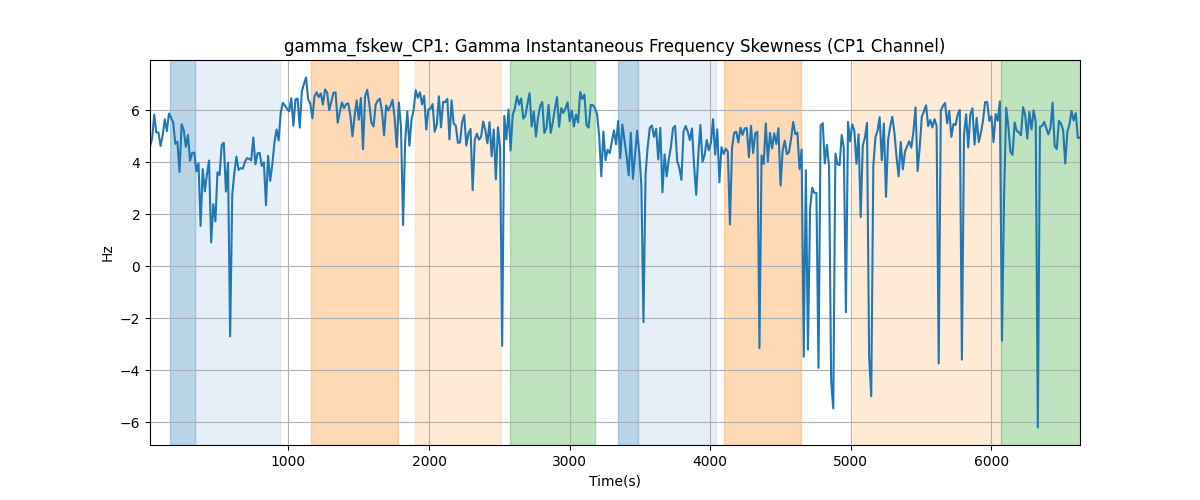 gamma_fskew_CP1: Gamma Instantaneous Frequency Skewness (CP1 Channel)
6
4
2
0
−2
−4
−6
Hz
1000 2000 3000 4000 5000 6000
Time(s)